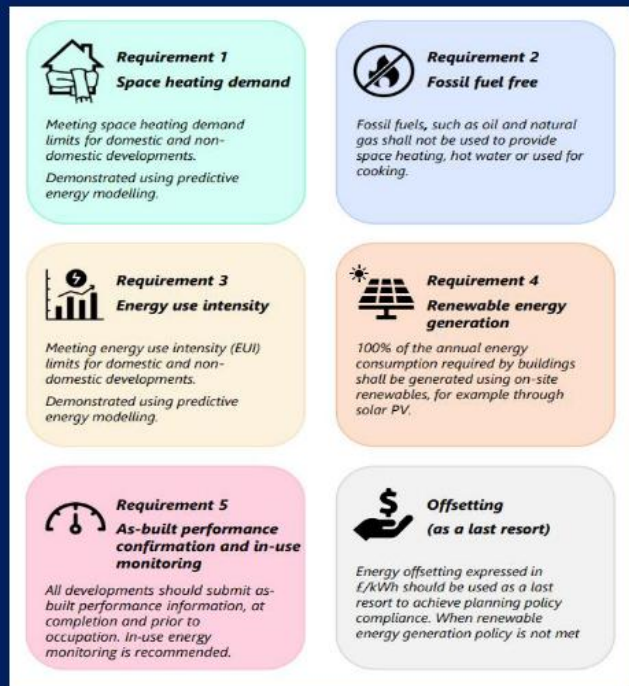 Requirement 1
Space heating demand
Meeting space heating demand
limits for domestic and non-
domestic developments.
Demonstrated using predictive
energy modelling.
Requirement 2
Fossil fuel free
Fossil fuels, such as oil and natural
gas shall not be used to provide
space heating, hot water or used for
cooking.
Requirement 3
Energy use intensity
Meeting energy use intensity (EUI)
limits for domestic and non-
domestic developments.
Demonstrated using predictive
energy modelling.
Requirement 4
Renewable energy
generation
100% of the annual energy
consumption required by buildings
shall be generated using on-site
renewables, for example through
solar PV.
Requirement 5
As-built performance
confirmation and in-use
monitoring
All developments should submit as-
built performance information, at
completion and prior to
occupation. In-use energy
monitoring is recommended.
$
Offsetting
(as a last resort)
Energy offsetting expressed in
£/kWh should be used as a last
resort to achieve planning policy
compliance. When renewable
energy generation policy is not met